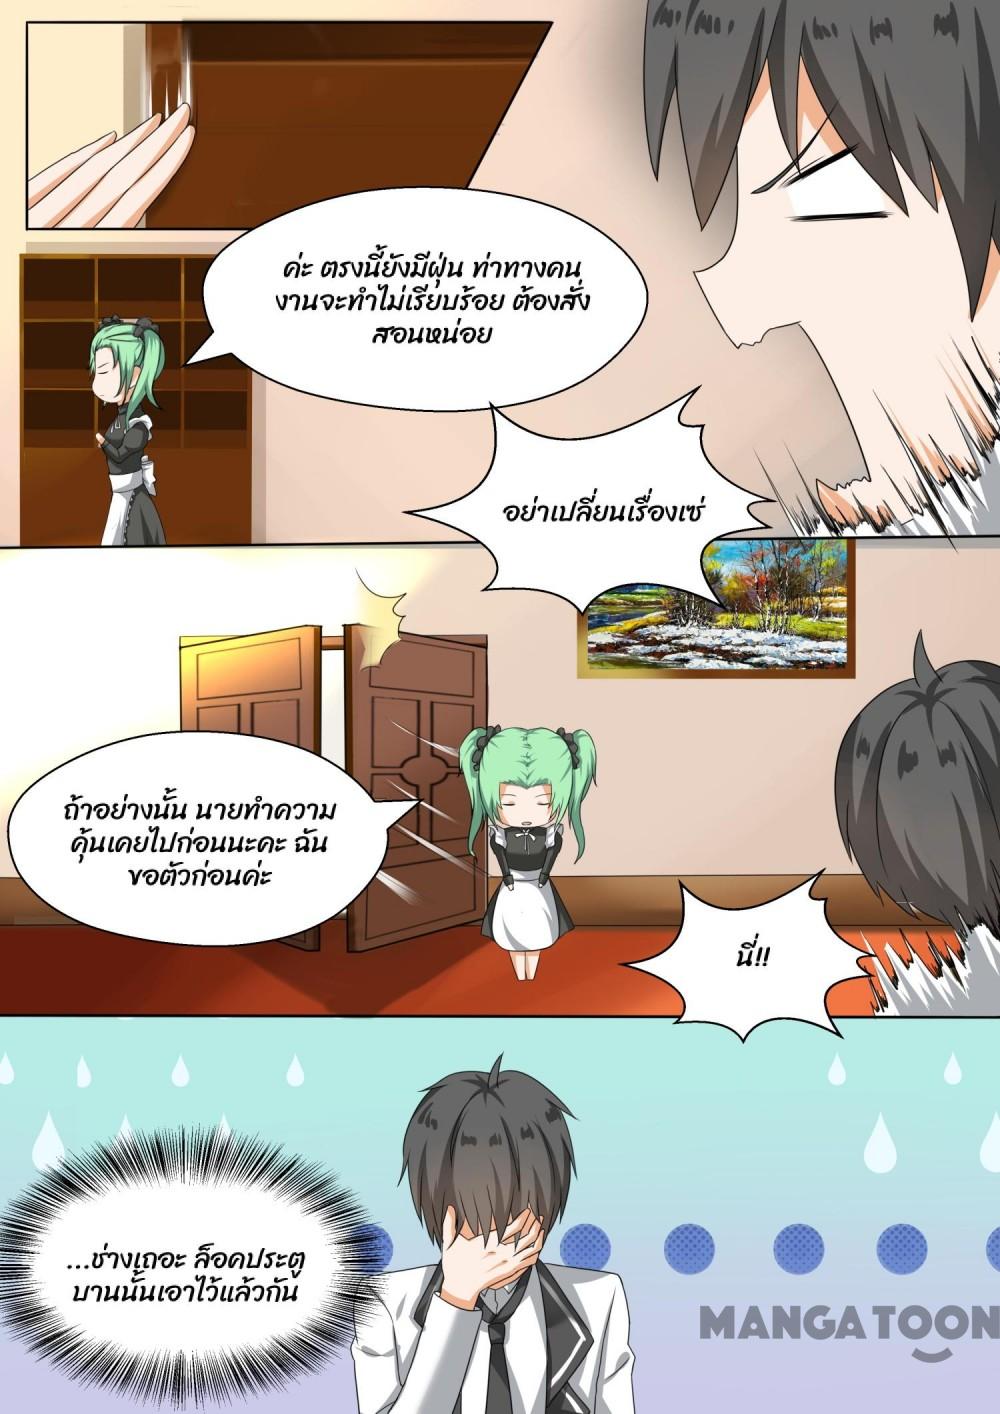 ค่ะ ตรงนี้ยังมีฝุ่น ท่าทางคน
งานจะทำไม่เรียบร้อย ต้องสั่ง
สอนหน่อย
อย่าเปลี่ยนเรื่องเซ่
ถ้าอย่างนั้น นายทำความ
คุ้นเคยไปก่อนนะคะ ฉัน
ขอตัวก่อนค่ะ
นี่!!
...ช่างเถอะ ล็อคประตู
บานนั้นเอาไว้แล้วกัน
MANGATOON